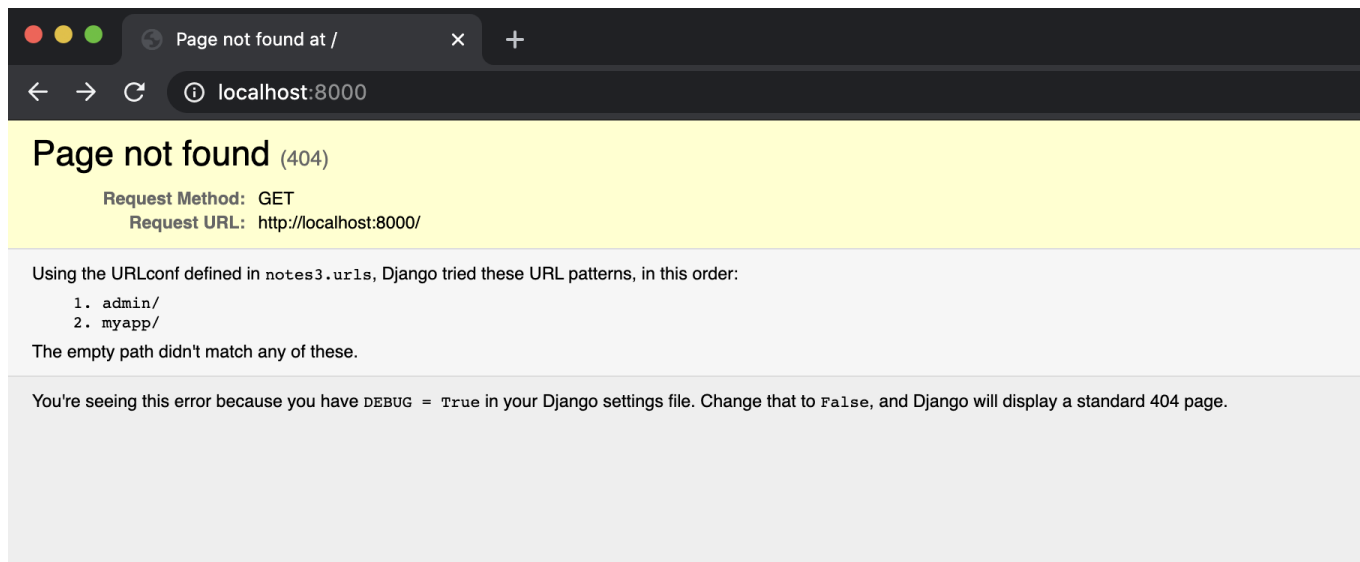 Page not found at /
localhost:8000
Page not found (404)
Request Method: GET
Request URL: http://localhost:8000/
Using the URLconf defined in notes3.urls, Django tried these URL patterns, in this order:
1. admin/
2. myapp/
The empty path didn't match any of these.
You're seeing this error because you have DEBUG = True in your Django settings file. Change that to False, and Django will display a standard 404 page.